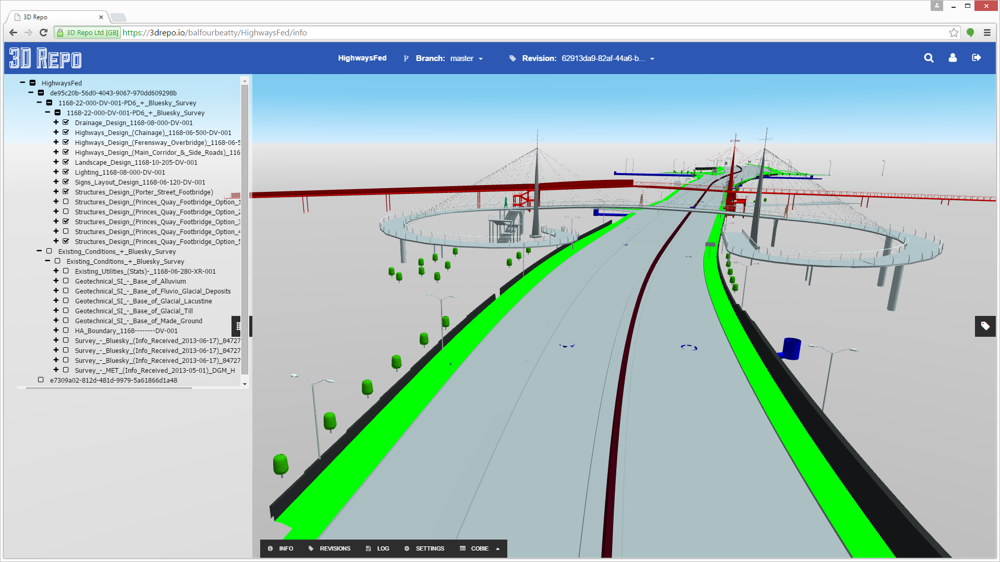 3D Repo
3D Repo Ltd [GB]
https://3drepo.io/balfourbeatty/HighwaysFed/info
3D REPO
HighwaysFed
Branch: master
Revision: 62913da9-82af-44a6-b...
HighwaysFed
de95c20b-56d0-4043-9067-970dd609298b
1168-22-000-DV-001-PD6_+_Bluesky_Survey
1168-22-000-DV-001-PD6_+_Bluesky_Survey
Drainage_Design_1168-08-000-DV-001
Highways_Design_(Chainage)_1168-06-500-DV-001
Highways_Design_(Ferensway_Overbridge)_1168-06-5
Highways_Design_(Main_Corridor_&_Side_Roads)_116
Landscape_Design_1168-10-205-DV-001
Lighting_1168-08-000-DV-001
Signs_Layout_Design_1168-06-120-DV-001
Structures_Design_(Porter_Street_Footbridge)
Structures_Design_(Princes_Quay_Footbridge_Option_1
Structures_Design_(Princes_Quay_Footbridge_Option_2
Structures_Design_(Princes_Quay_Footbridge_Option_3
Structures_Design_(Princes_Quay_Footbridge_Option_4
Structures_Design_(Princes_Quay_Footbridge_Option_5
Existing_Conditions_+_Bluesky_Survey
Existing_Conditions_+_Bluesky_Survey
Existing_Utilities_(Stats)-_1168-06-280-XR-001
Geotechnical_SI_-_Base_of_Alluvium
Geotechnical_SI_-_Base_of_Fluvio_Glacial_Deposits
Geotechnical_SI_-_Base_of_Glacial_Lacustine
Geotechnical_SI_-_Base_of_Glacial_Till
Geotechnical_SI_-_Base_of_Made_Ground
HA_Boundary_1168--------DV-001
Survey_-_Bluesky_(Info_Received_2013-06-17)_84727
Survey_-_Bluesky_(Info_Received_2013-06-17)_84727
Survey_-_Bluesky_(Info_Received_2013-06-17)_84727
Survey_-_MET_(Info_Received_2013-05-01)_DGM_H
e7309a02-812d-481d-9979-5a61866d1a48
INFO
REVISIONS
LOG
SETTINGS
COBIE